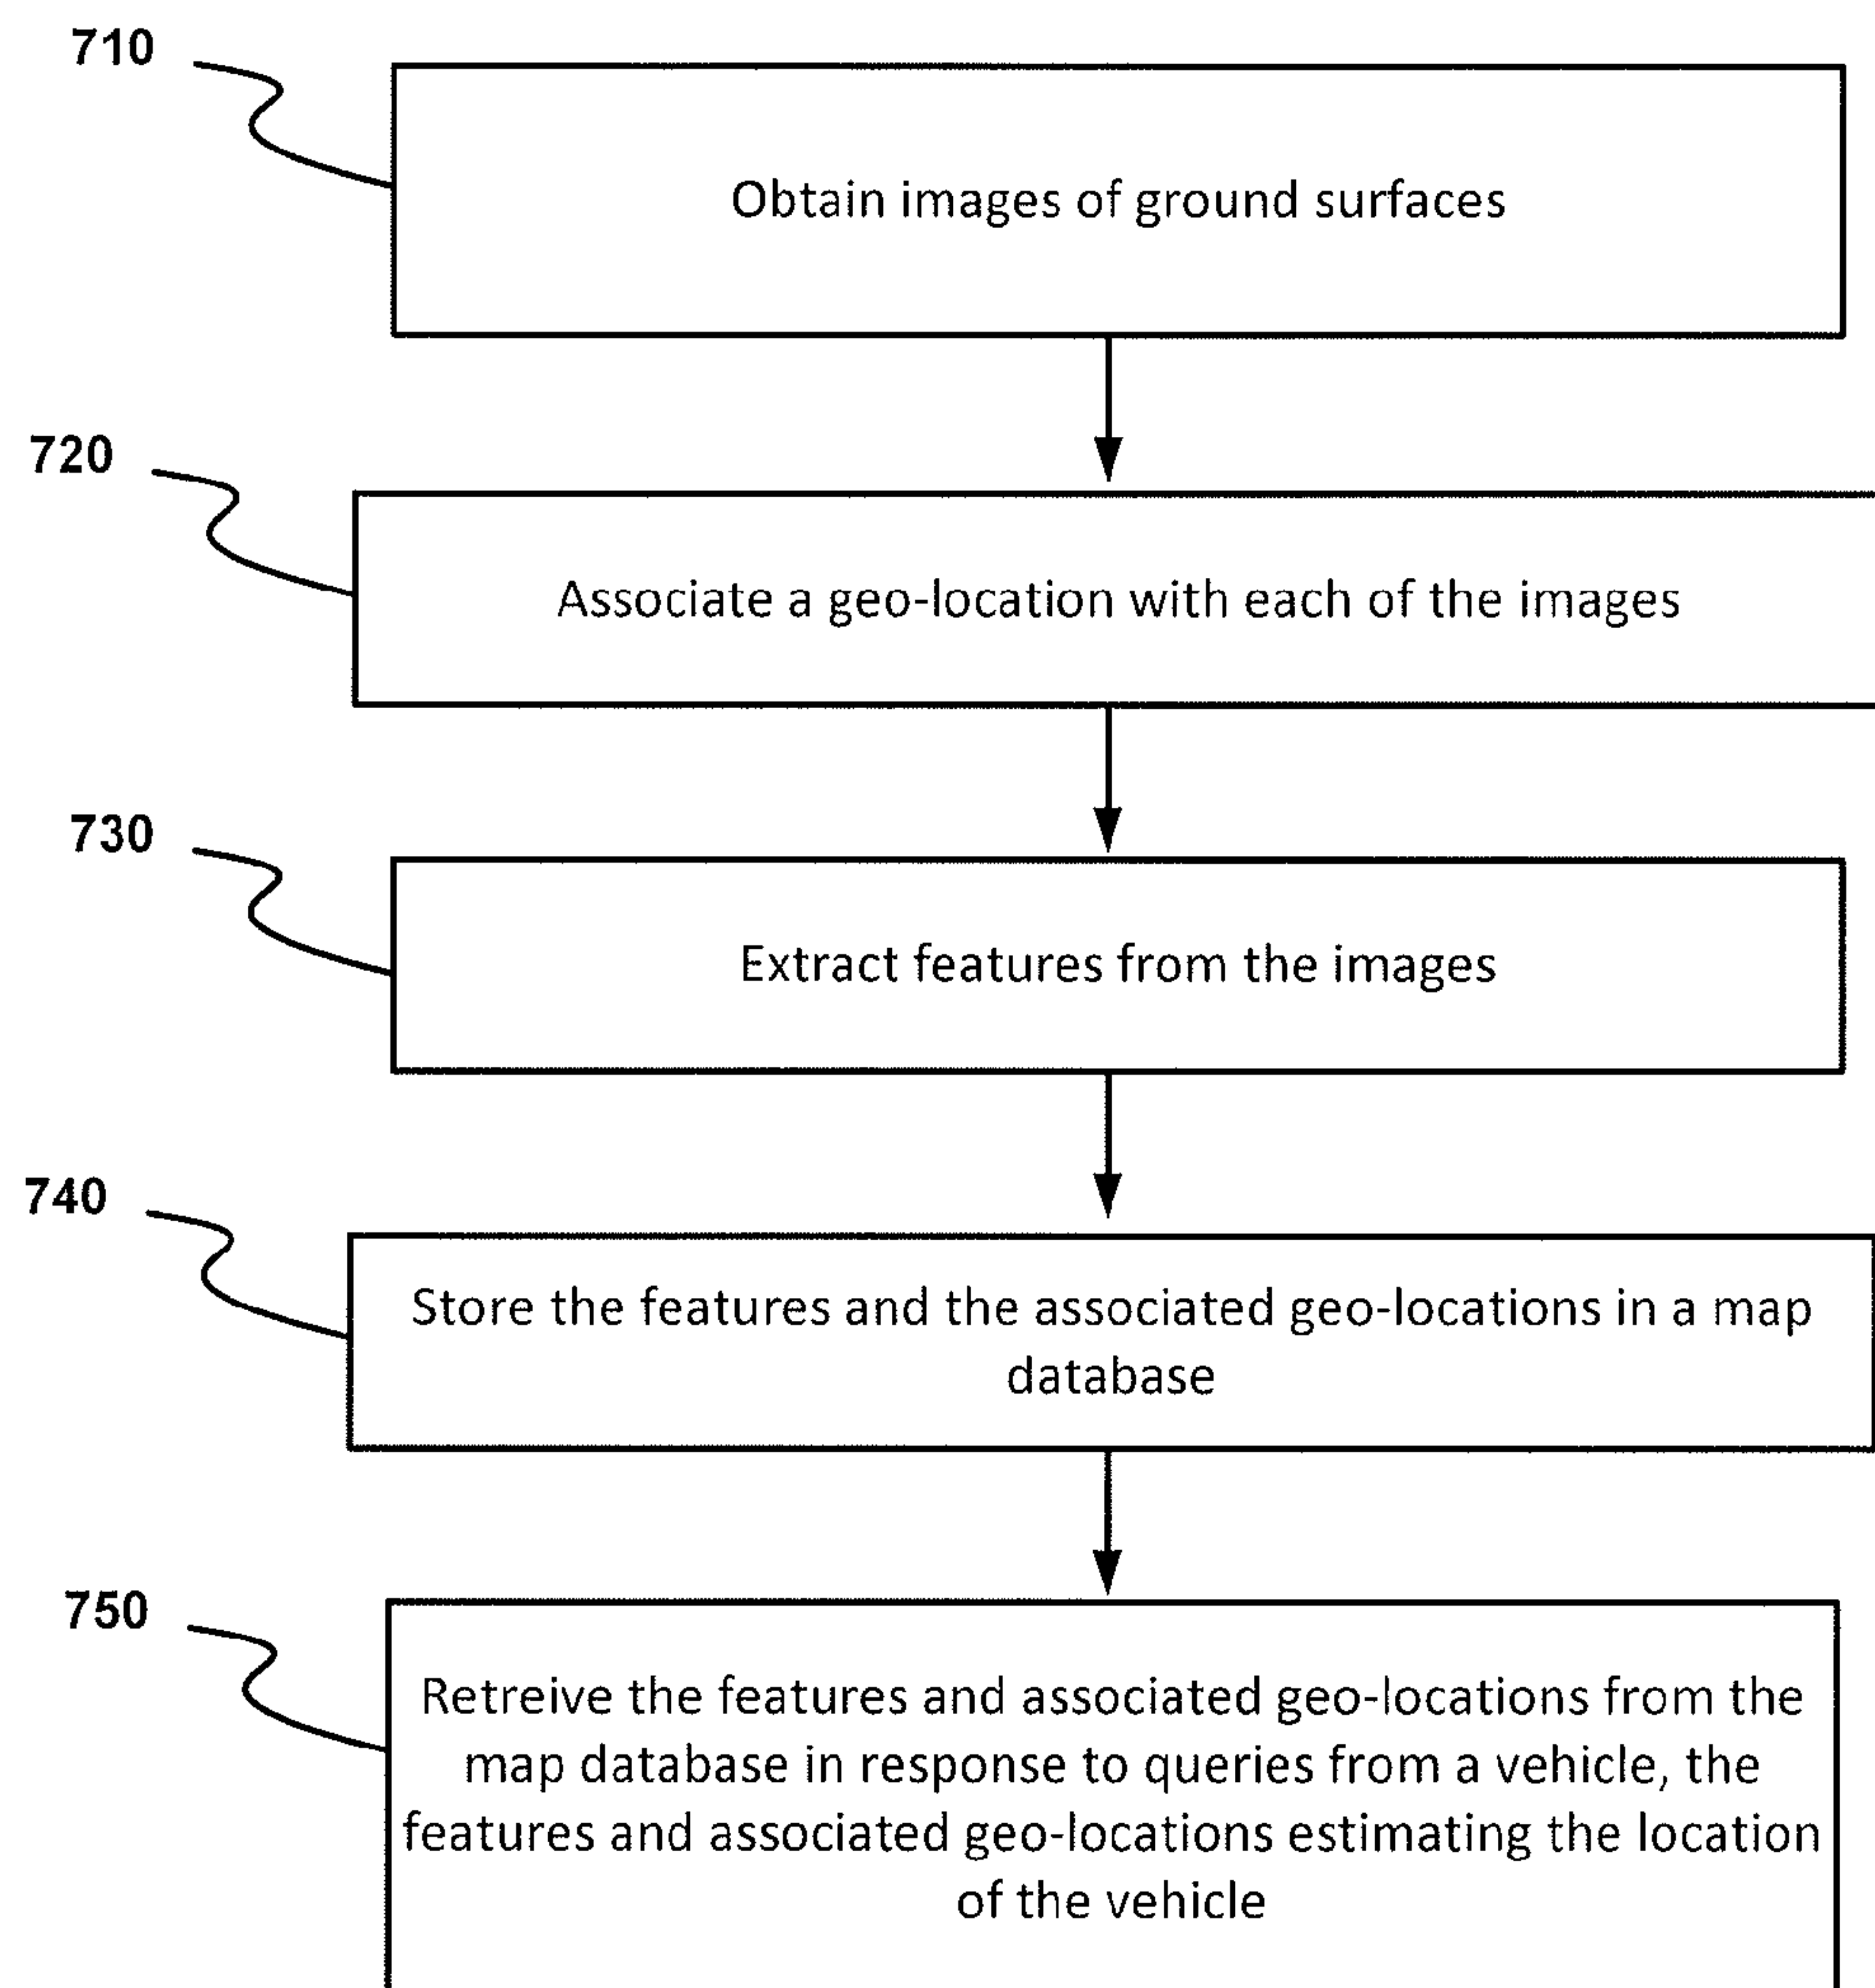 710
Obtain images of ground surfaces
720
Associate a geo-location with each of the images
730
Extract features from the images
740
Store the features and the associated geo-locations in a map
database
750
Retreive the features and associated geo-locations from the
map database in response to queries from a vehicle, the
features and associated geo-locations estimating the location
of the vehicle